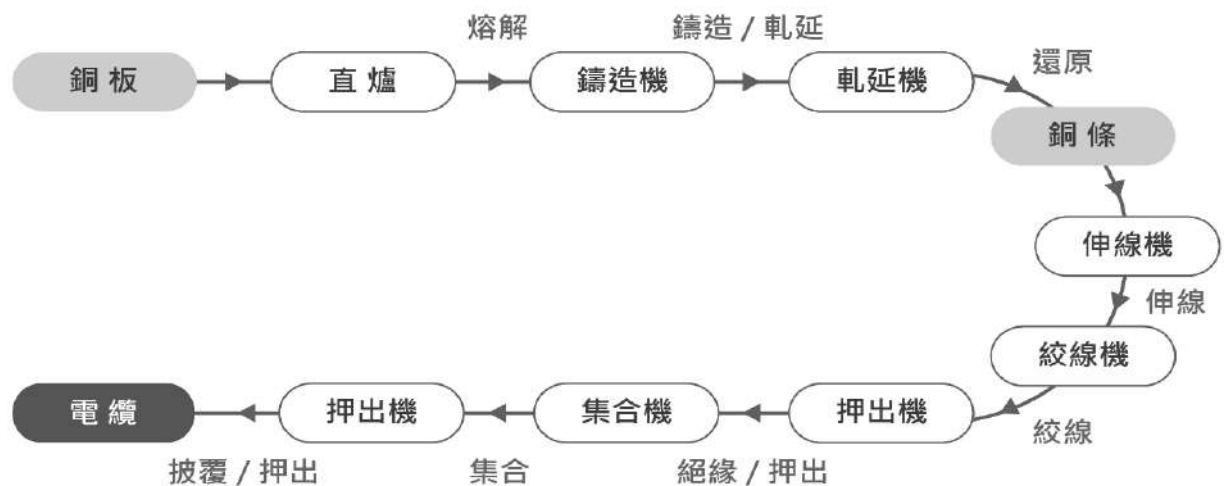 熔解
鑄造 / 軋延
還原
銅板
直爐
鑄造機
軋延機
銅條
伸線機
伸線
絞線機
絞線
電纜
押出機
集合機
押出機
披覆 / 押出
集合
絕緣 / 押出